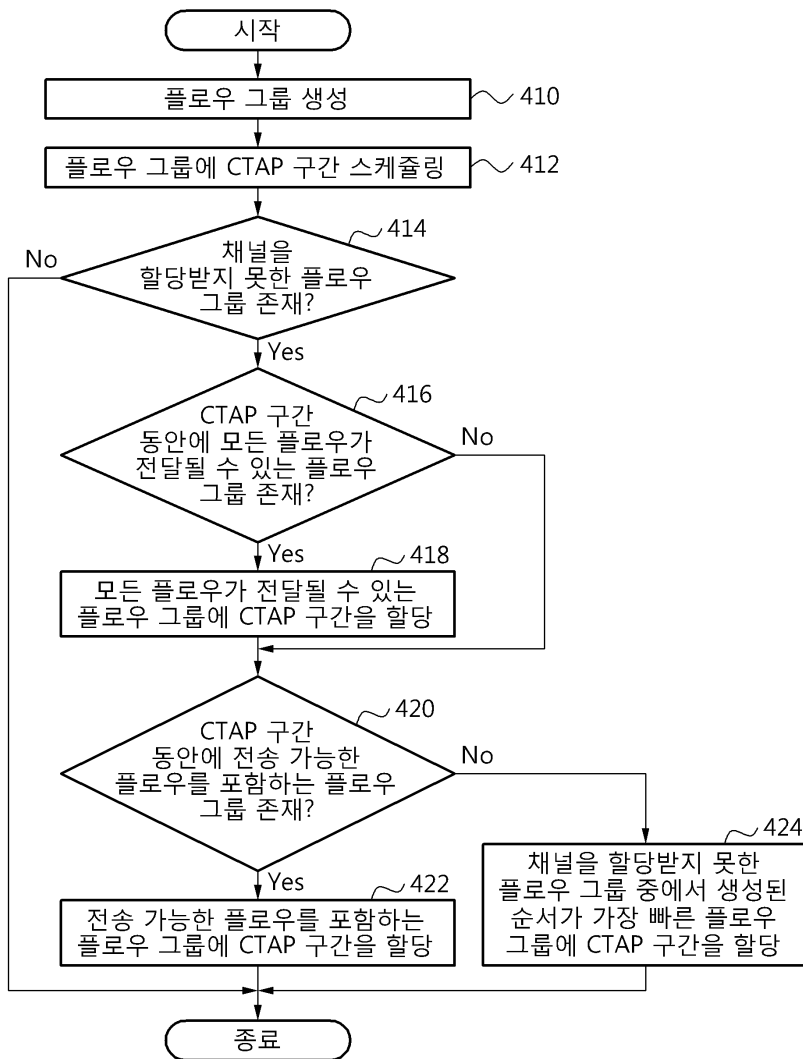 시작
플로우 그룹 생성
410
플로우 그룹에 CTAP 구간 스케쥴링
412
414
채널을
할당받지 못한 플로우
그룹 존재?
No
Yes
416
CTAP 구간
동안에 모든 플로우가
전달될 수 있는 플로우
그룹 존재?
No
Yes
418
모든 플로우가 전달될 수 있는
플로우 그룹에 CTAP 구간을 할당
420
CTAP 구간
동안에 전송 가능한
플로우를 포함하는 플로우
그룹 존재?
No
Yes
422
전송 가능한 플로우를 포함하는
플로우 그룹에 CTAP 구간을 할당
424
채널을 할당받지 못한
플로우 그룹 중에서 생성된
순서가 가장 빠른 플로우
그룹에 CTAP 구간을 할당
종료